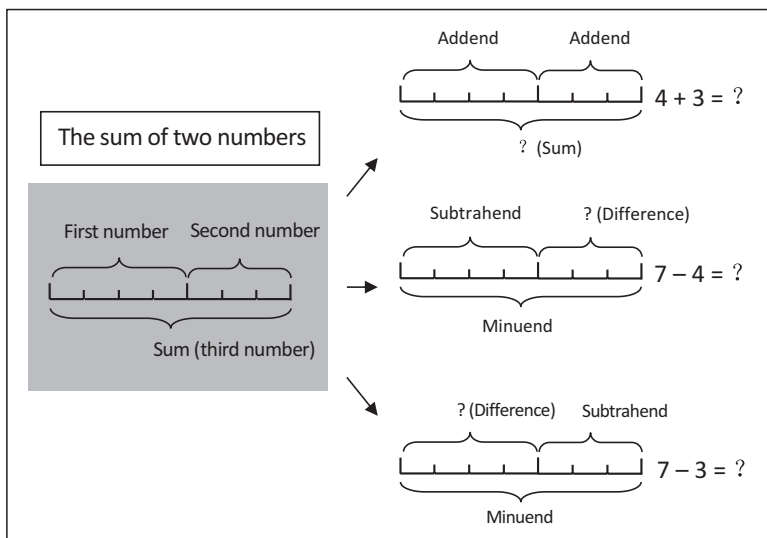 The sum of two numbers
First number Second number
Sum (third number)
Addend Addend
4 + 3 = ?
? (Sum)
Subtrahend ? (Difference)
7 – 4 = ?
Minuend
? (Difference) Subtrahend
7 – 3 = ?
Minuend